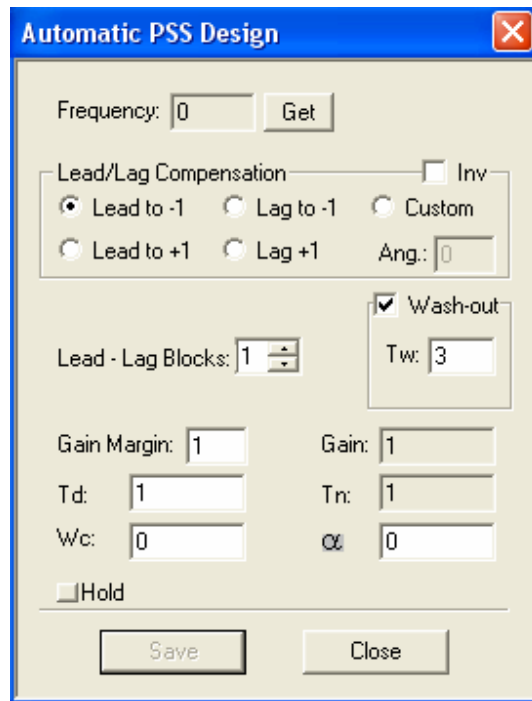 Automatic PSS Design
Frequency: 0 Get
Lead/Lag Compensation Inv
Lead to -1 Lag to -1 Custom
Lead to +1 Lag +1 Ang.: 0
Wash-out
Lead - Lag Blocks: 1 Tw: 3
Gain Margin: 1 Gain: 1
Td: 1 Tn: 1
Wc: 0 α 0
Hold
Save Close